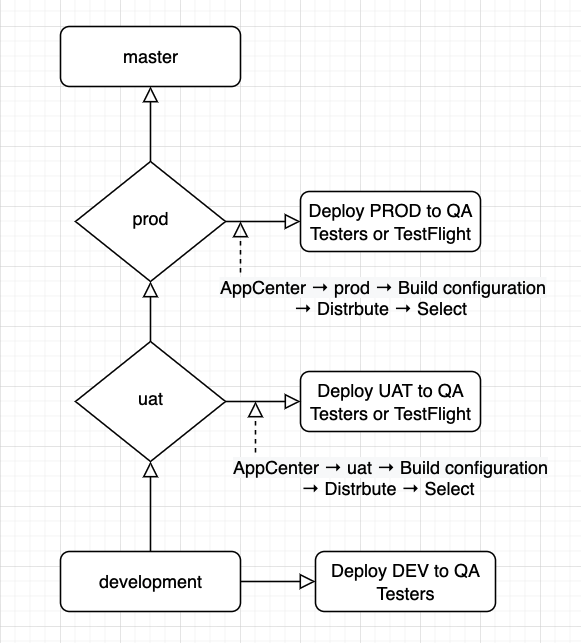 master
prod
Deploy PROD to QA
Testers or TestFlight
AppCenter → prod → Build configuration
→ Distrbute → Select
uat
Deploy UAT to QA
Testers or TestFlight
AppCenter → uat → Build configuration
→ Distrbute → Select
development
Deploy DEV to QA
Testers